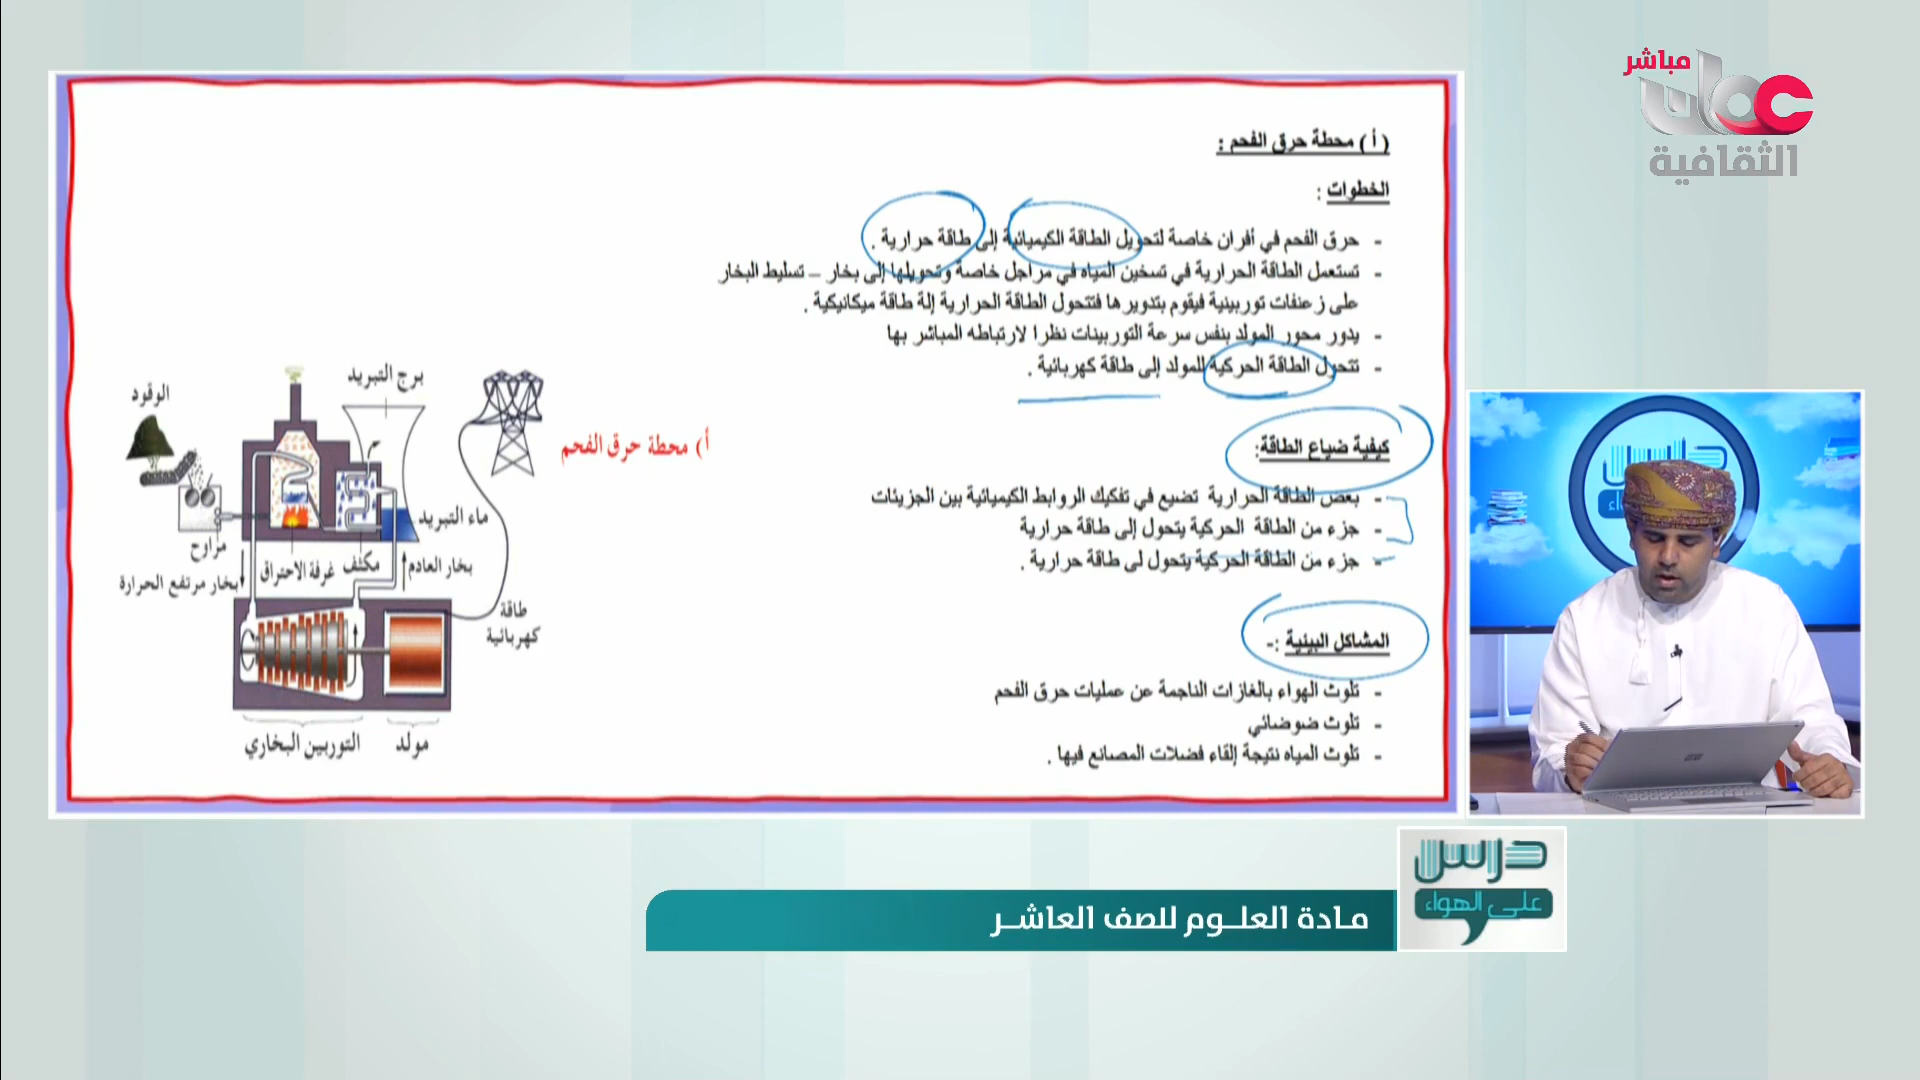 مباشر
عمان
الثقافية
( أ ) محطة حرق الفحم :
الخطوات :
- حرق الفحم في أفران خاصة لتحويل الطاقة الكيميائية إلى طاقة حرارية .
- تستعمل الطاقة الحرارية في تسخين المياه في مراجل خاصة وتحويلها إلى بخار – تسليط البخار
على زعنفات توربينية فيقوم بتدويرها فتتحول الطاقة الحرارية إلة طاقة ميكانيكية .
- يدور محور المولد بنفس سرعة التوربينات نظرا لارتباطه المباشر بها
- تتحول الطاقة الحركية للمولد إلى طاقة كهربائية .
كيفية ضياع الطاقة:
- بعض الطاقة الحرارية تضيع في تفكيك الروابط الكيميائية بين الجزيئات
- جزء من الطاقة الحركية يتحول إلى طاقة حرارية
- جزء من الطاقة الحركية يتحول لى طاقة حرارية .
المشاكل البيئية :-
- تلوث الهواء بالغازات الناجمة عن عمليات حرق الفحم
- تلوث ضوضائي
- تلوث المياه نتيجة إلقاء فضلات المصانع فيها .
أ) محطة حرق الفحم
برج التبريد
الوقود
ماء التبريد
مراوح
بخار العادم
مكثف
غرفة الاحتراق
بخار مرتفع الحرارة
طاقة
كهربائية
مولد
التوربين البخاري
درس
على الهواء
مادة العلوم للصف العاشر